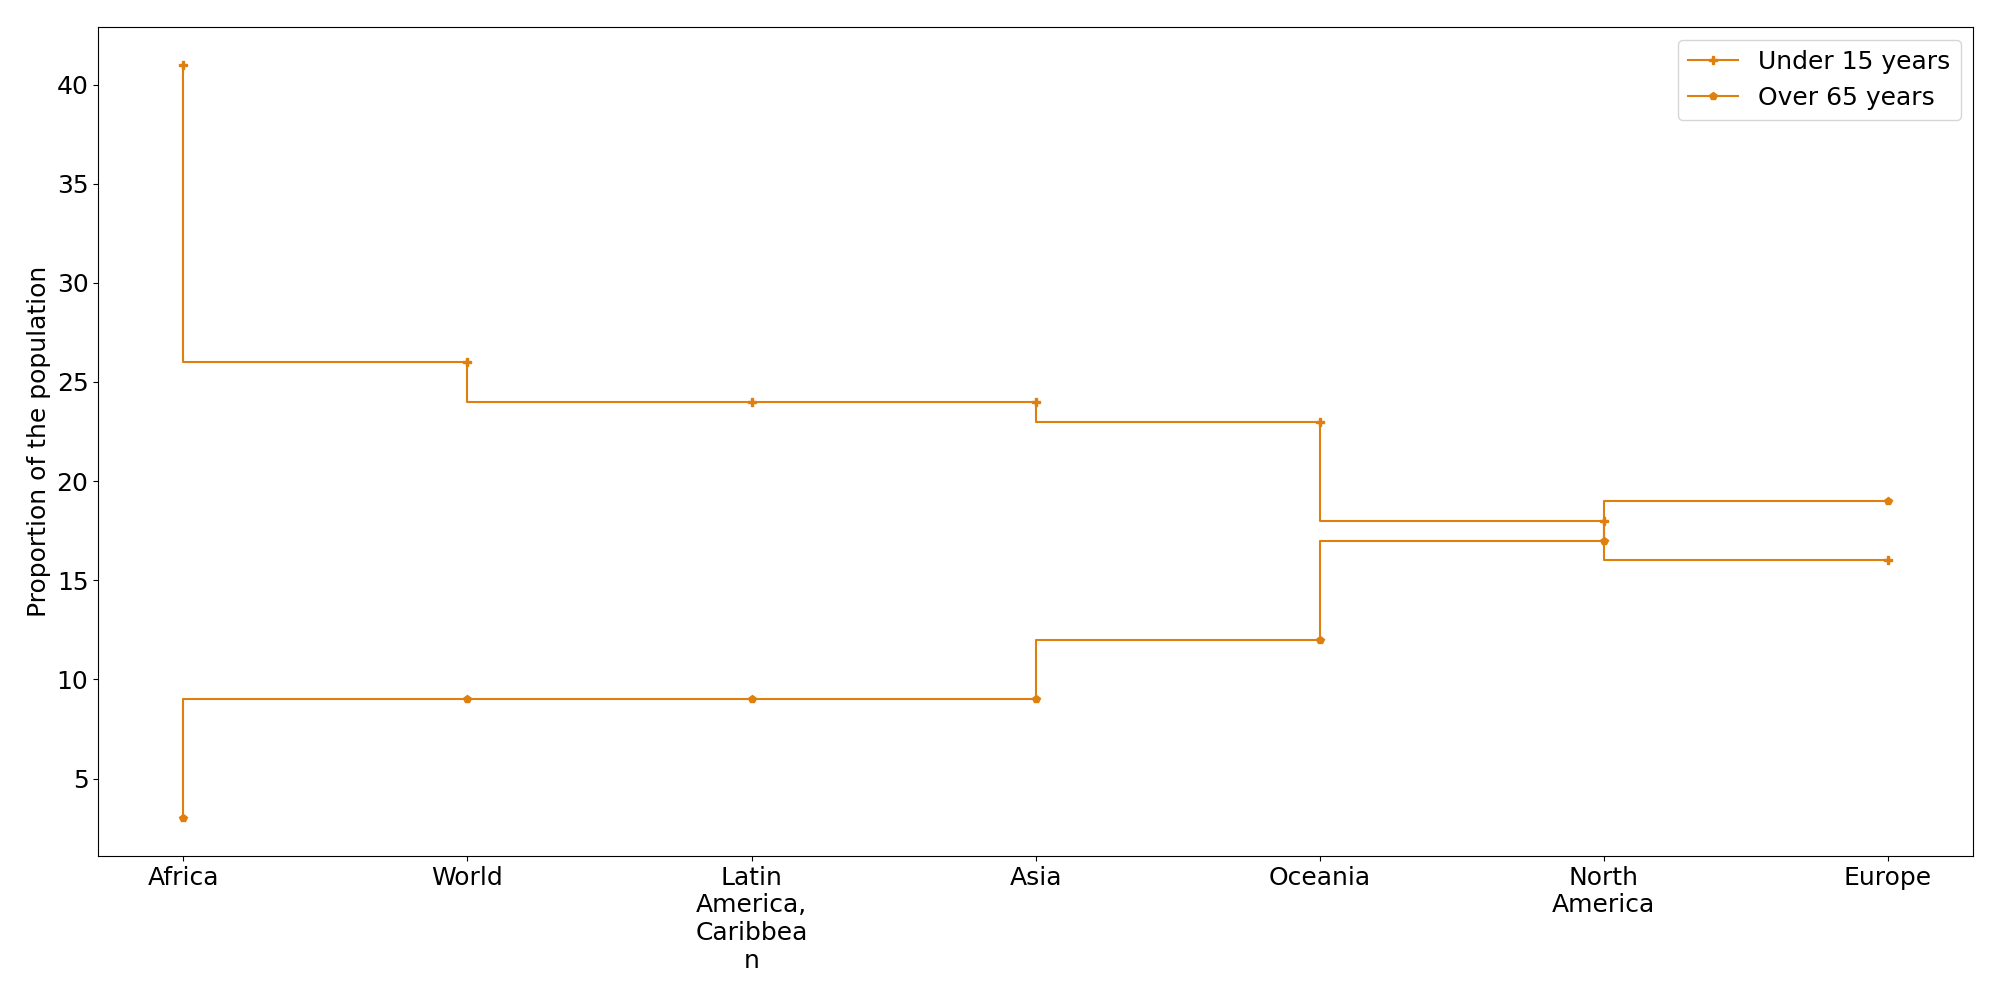 Under 15 years
Over 65 years
Proportion of the population
40
35
30
25
20
15
10
5
Africa
World
Latin
America,
Caribbea
n
Asia
Oceania
North
America
Europe